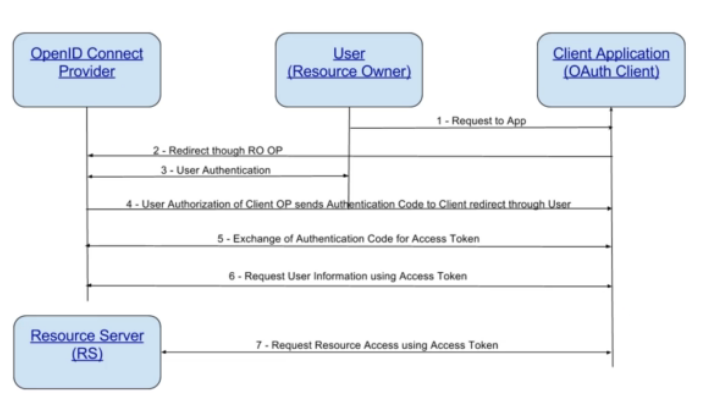 OpenID Connect
Provider
User
(Resource Owner)
Client Application
(OAuth Client)
1 - Request to App
2 - Redirect though RO OP
3 - User Authentication
4 - User Authorization of Client OP sends Authentication Code to Client redirect through User
5 - Exchange of Authentication Code for Access Token
6 - Request User Information using Access Token
Resource Server
(RS)
7 - Request Resource Access using Access Token